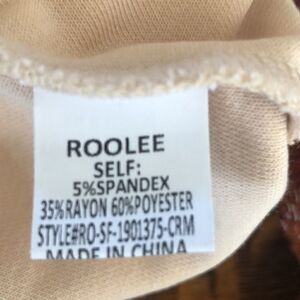 ROOLEE
SELF:
5%SPANDEX
35%RAYON 60%POYESTER
STYLE#RO-SF-1901375-CRM
MADE IN CHINA